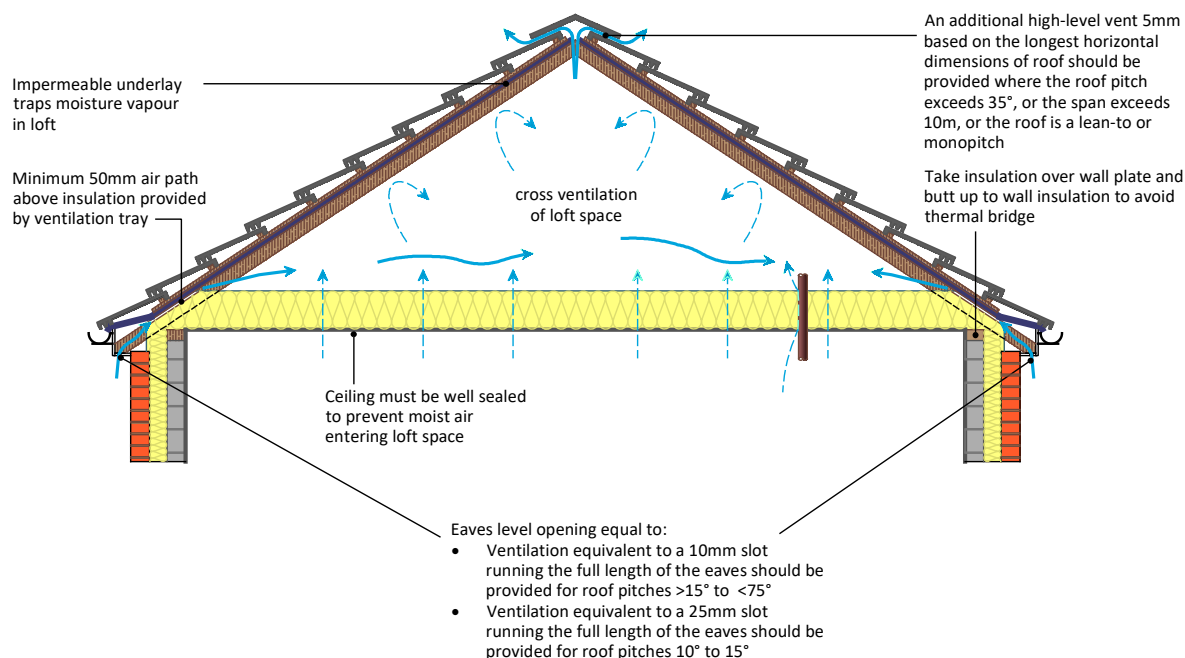 Impermeable underlay
traps moisture vapour
in loft
Minimum 50mm air path
above insulation provided
by ventilation tray
cross ventilation
of loft space
An additional high-level vent 5mm
based on the longest horizontal
dimensions of roof should be
provided where the roof pitch
exceeds 35°, or the span exceeds
10m, or the roof is a lean-to or
monopitch
Take insulation over wall plate and
butt up to wall insulation to avoid
thermal bridge
Ceiling must be well sealed
to prevent moist air
entering loft space
Eaves level opening equal to:
• Ventilation equivalent to a 10mm slot
running the full length of the eaves should be
provided for roof pitches >15° to <75°
• Ventilation equivalent to a 25mm slot
running the full length of the eaves should be
provided for roof pitches 10° to 15°